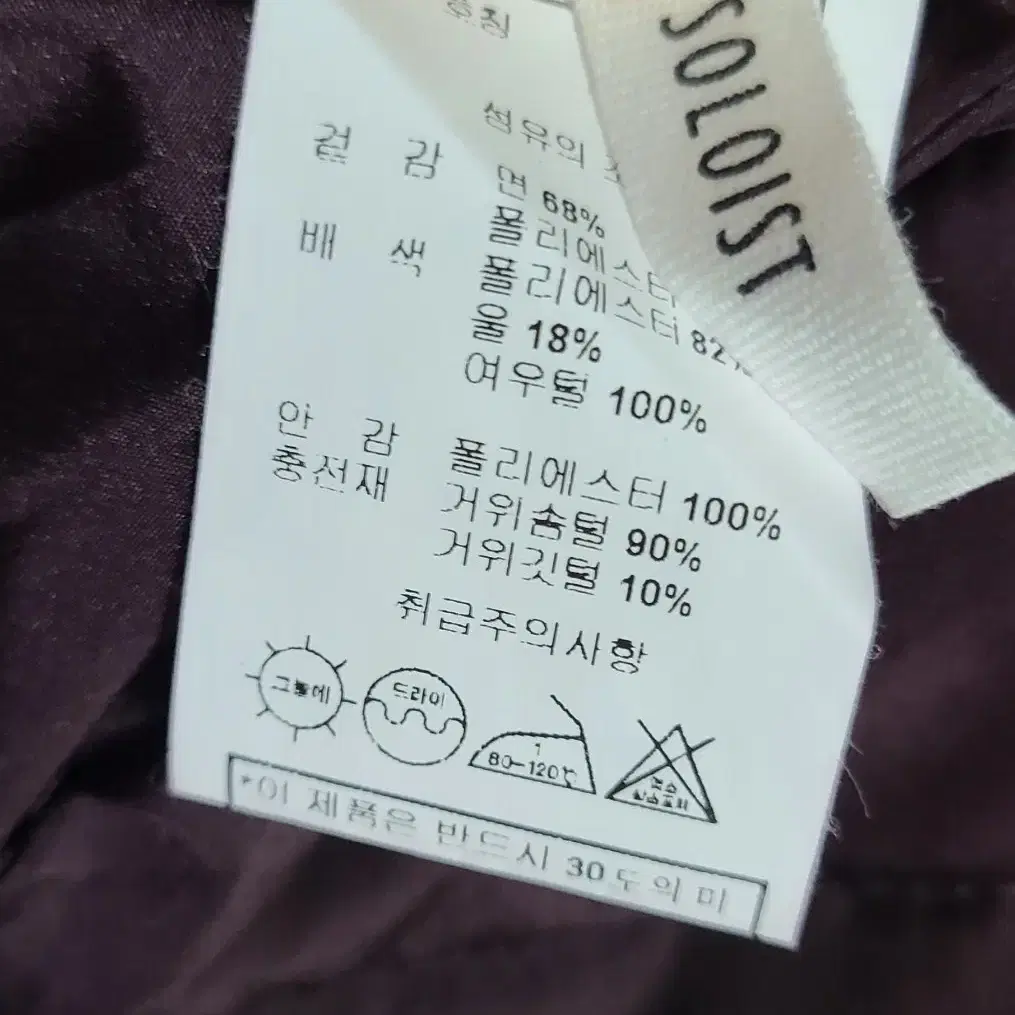 SOLOIST
섬유의
겉 감 면 68%
폴리에스터
배 색 폴리에스터 82%
울 18%
여우털 100%
안 감 폴리에스터 100%
충전재 거위솜털 90%
거위깃털 10%
취급주의사항
그늘에
드라이
1
80-120℃
*이 제품은 반드시 30도의 미